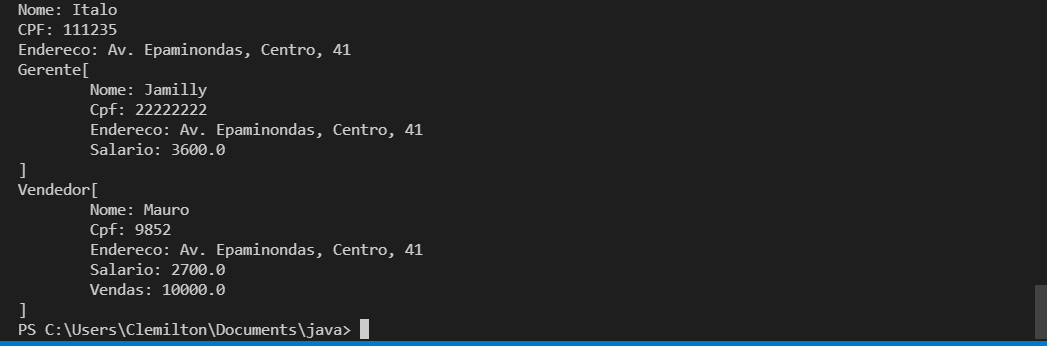 Nome: Italo
CPF: 111235
Endereco: Av. Epaminondas, Centro, 41
Gerente[
        Nome: Jamilly
        Cpf: 22222222
        Endereco: Av. Epaminondas, Centro, 41
        Salario: 3600.0
]
Vendedor[
        Nome: Mauro
        Cpf: 9852
        Endereco: Av. Epaminondas, Centro, 41
        Salario: 2700.0
        Vendas: 10000.0
]
PS C:\Users\Clemilton\Documents\java>